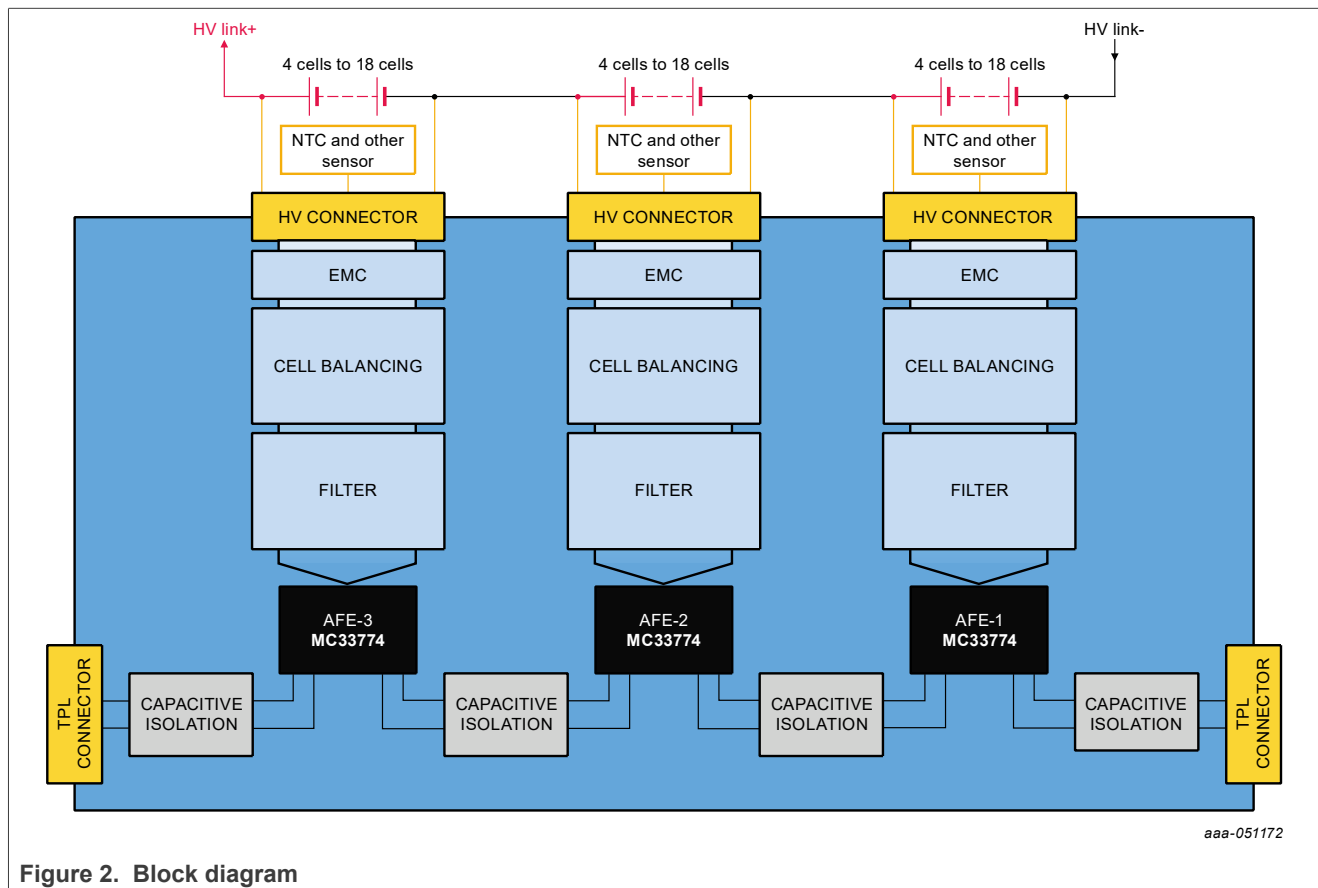 HV link+
HV link-
4 cells to 18 cells
4 cells to 18 cells
4 cells to 18 cells
NTC and other
sensor
NTC and other
sensor
NTC and other
sensor
HV CONNECTOR
HV CONNECTOR
HV CONNECTOR
EMC
EMC
EMC
CELL BALANCING
CELL BALANCING
CELL BALANCING
FILTER
FILTER
FILTER
AFE-3
MC33774
AFE-2
MC33774
AFE-1
MC33774
TPL
CONNECTOR
CAPACITIVE
ISOLATION
CAPACITIVE
ISOLATION
CAPACITIVE
ISOLATION
CAPACITIVE
ISOLATION
TPL
CONNECTOR
aaa-051172
Figure 2. Block diagram